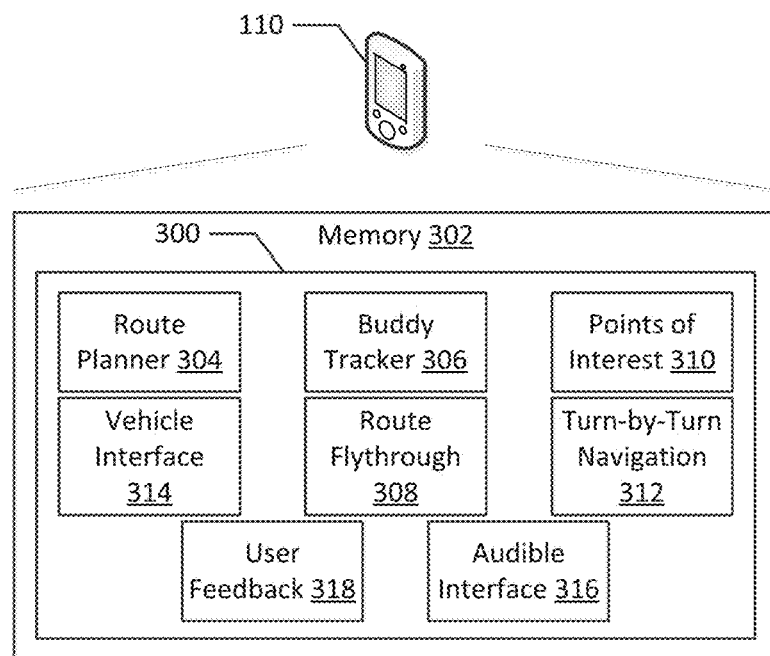 110
300
Memory 302
Route
Planner 304
Buddy
Tracker 306
Points of
Interest 310
Vehicle
Interface
314
Route
Flythrough
308
Turn-by-Turn
Navigation
312
User
Feedback 318
Audible
Interface 316